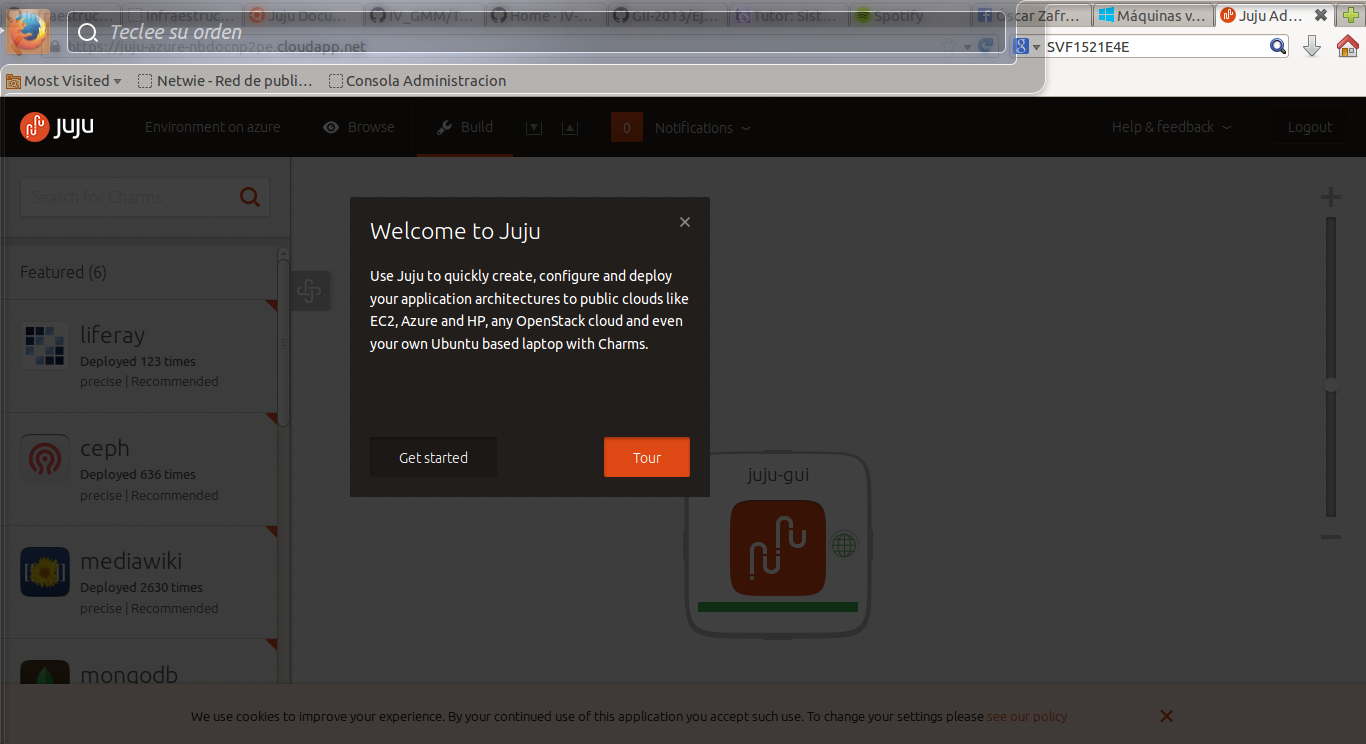 Infraestruc...
Infraestruc...
Juju Docu...
IV_GMM/...
Home · IV-...
GII-2013/EJ...
Tutor: Sist...
Spotify
Óscar Zafr...
Máquinas v...
Juju Ad...
Teclee su orden
https://juju-azure-nbdocnp2pe.cloudapp.net
SVF1521E4E
Most Visited
Netwie - Red de publi...
Consola Administracion
juju
Environment on azure
Browse
Build
0
Notifications
Help & feedback
Logout
Search for Charms
Featured (6)
liferay
Deployed 123 times
precise | Recommended
ceph
Deployed 636 times
precise | Recommended
mediawiki
Deployed 2630 times
precise | Recommended
mongodb
Welcome to Juju
Use Juju to quickly create, configure and deploy
your application architectures to public clouds like
EC2, Azure and HP, any OpenStack cloud and even
your own Ubuntu based laptop with Charms.
Get started
Tour
juju-gui
We use cookies to improve your experience. By your continued use of this application you accept such use. To change your settings please see our policy